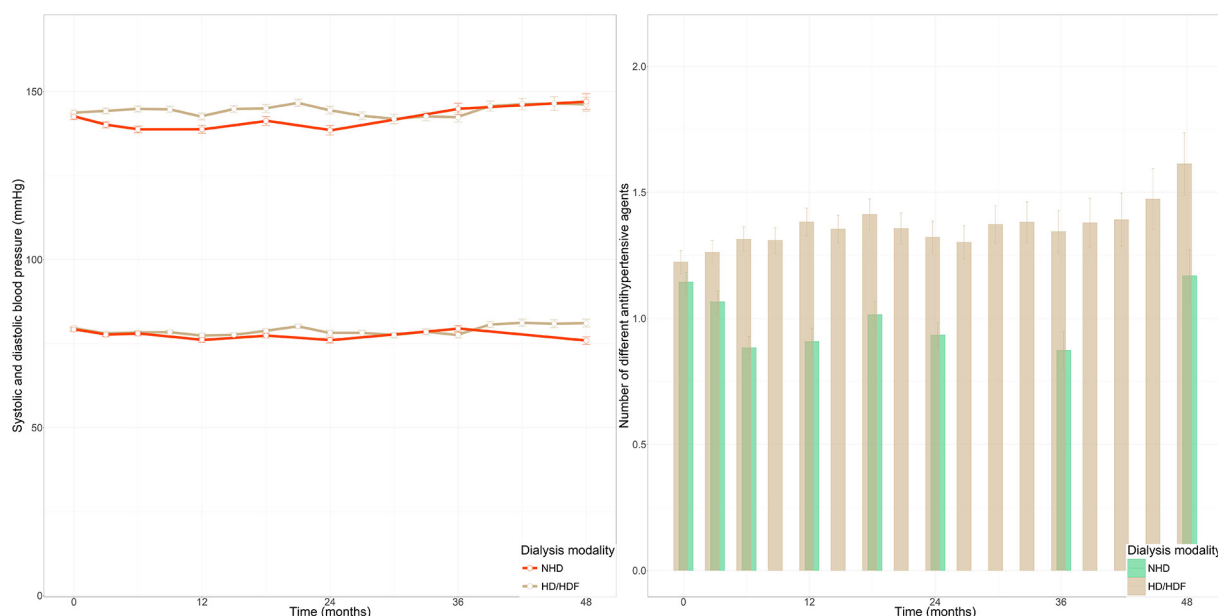 Systolic and diastolic blood pressure (mmHg)
150
100
50
0
0 12 24 36 48
Time (months)
Dialysis modality
NHD
HD/HDF
Number of different antihypertensive agents
2.0
1.5
1.0
0.5
0.0
0 12 24 36 48
Time (months)
Dialysis modality
NHD
HD/HDF